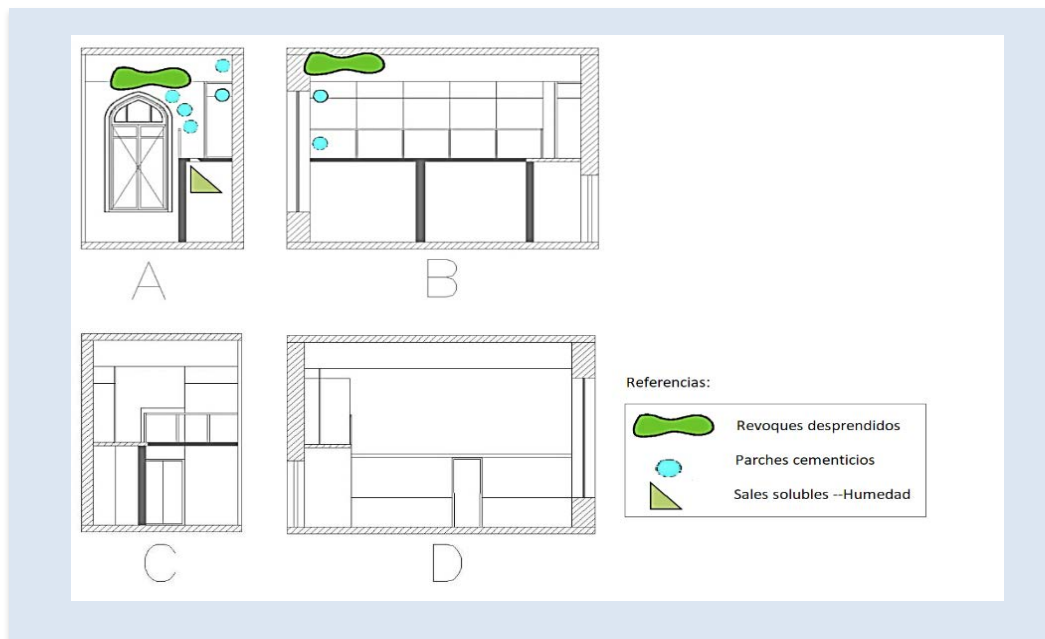 A
B
C
D
Referencias:
Revoques desprendidos
Parches cementicios
Sales solubles --Humedad